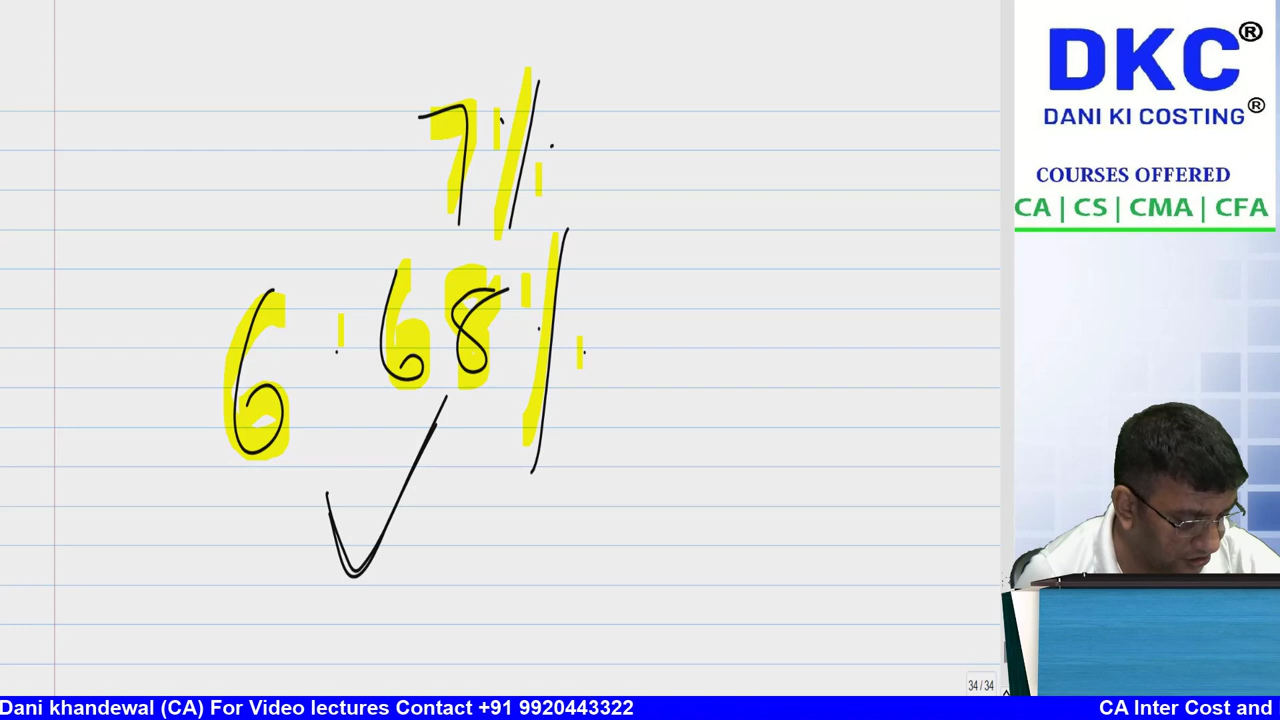 7%
6.68%
34 / 34
DKC®
DANI KI COSTING®
COURSES OFFERED
CA | CS | CMA | CFA
Dani khandewal (CA) For Video lectures Contact +91 9920443322
CA Inter Cost and